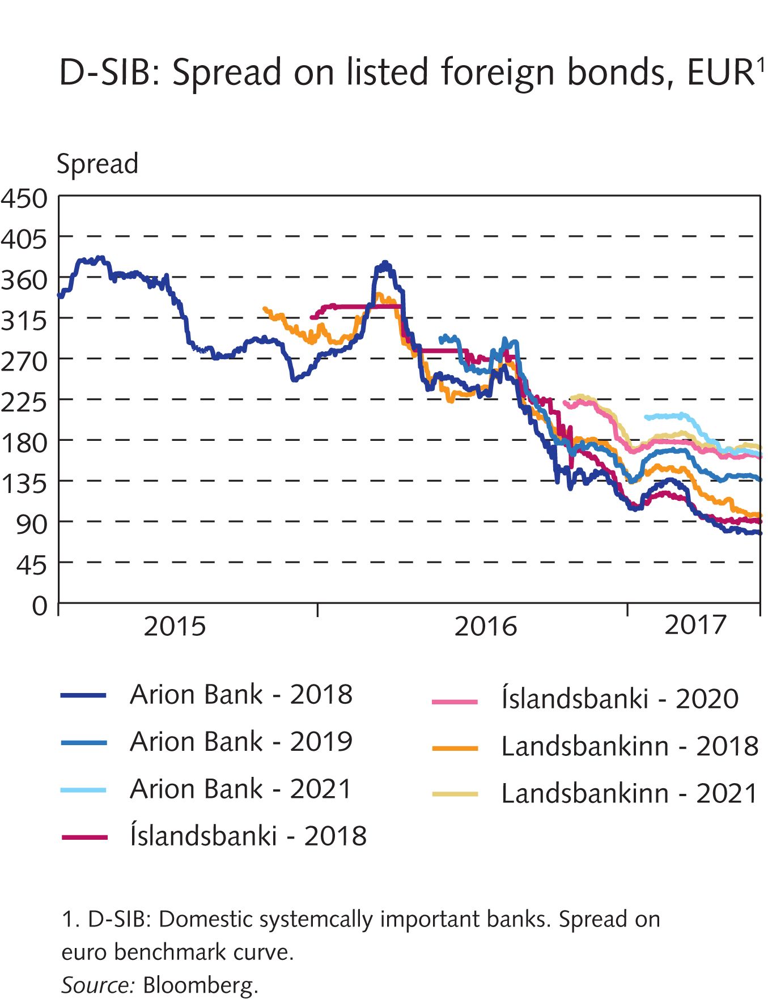 D-SIB: Spread on listed foreign bonds, EUR¹
Spread
450
405
360
315
270
225
180
135
90
45
0
2015
2016
2017
Arion Bank - 2018
Arion Bank - 2019
Arion Bank - 2021
Íslandsbanki - 2018
Íslandsbanki - 2020
Landsbankinn - 2018
Landsbankinn - 2021
1. D-SIB: Domestic systemcally important banks. Spread on
euro benchmark curve.
Source: Bloomberg.